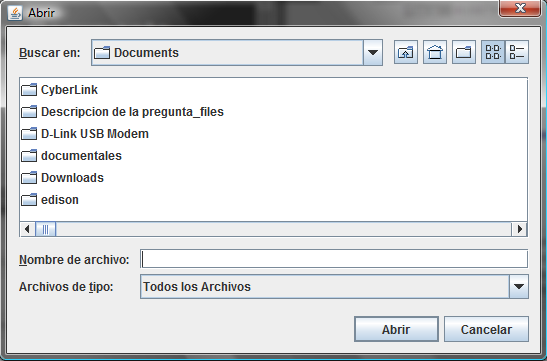 Abrir
Buscar en: Documents
CyberLink
Descripcion de la pregunta_files
D-Link USB Modem
documentales
Downloads
edison
Nombre de archivo:
Archivos de tipo: Todos los Archivos
Abrir Cancelar